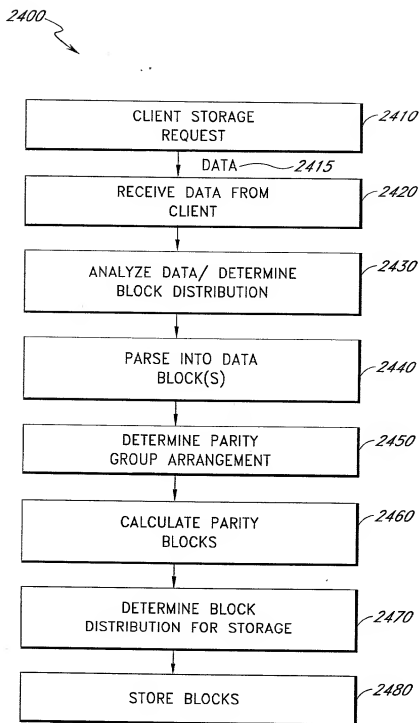 2400
CLIENT STORAGE
REQUEST
2410
DATA 2415
RECEIVE DATA FROM
CLIENT
2420
ANALYZE DATA/ DETERMINE
BLOCK DISTRIBUTION
2430
PARSE INTO DATA
BLOCK(S)
2440
DETERMINE PARITY
GROUP ARRANGEMENT
2450
CALCULATE PARITY
BLOCKS
2460
DETERMINE BLOCK
DISTRIBUTION FOR STORAGE
2470
STORE BLOCKS
2480